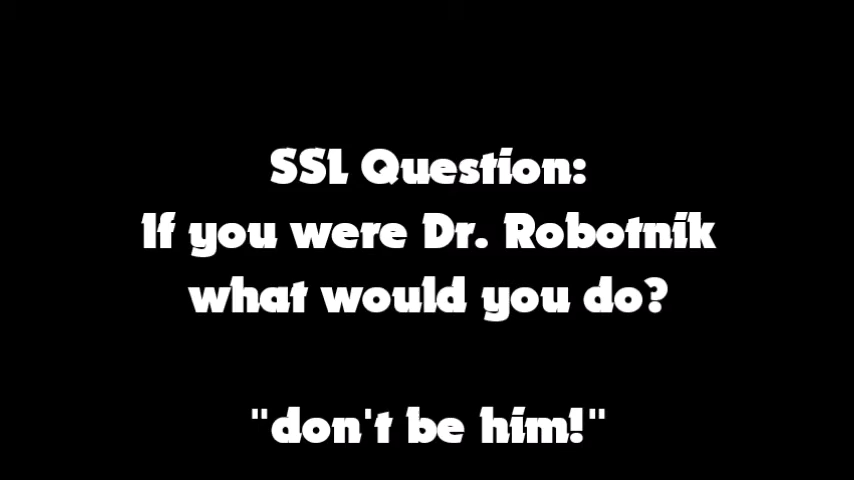 SSL Question:
If you were Dr. Robotnik
what would you do?
"don't be him!"